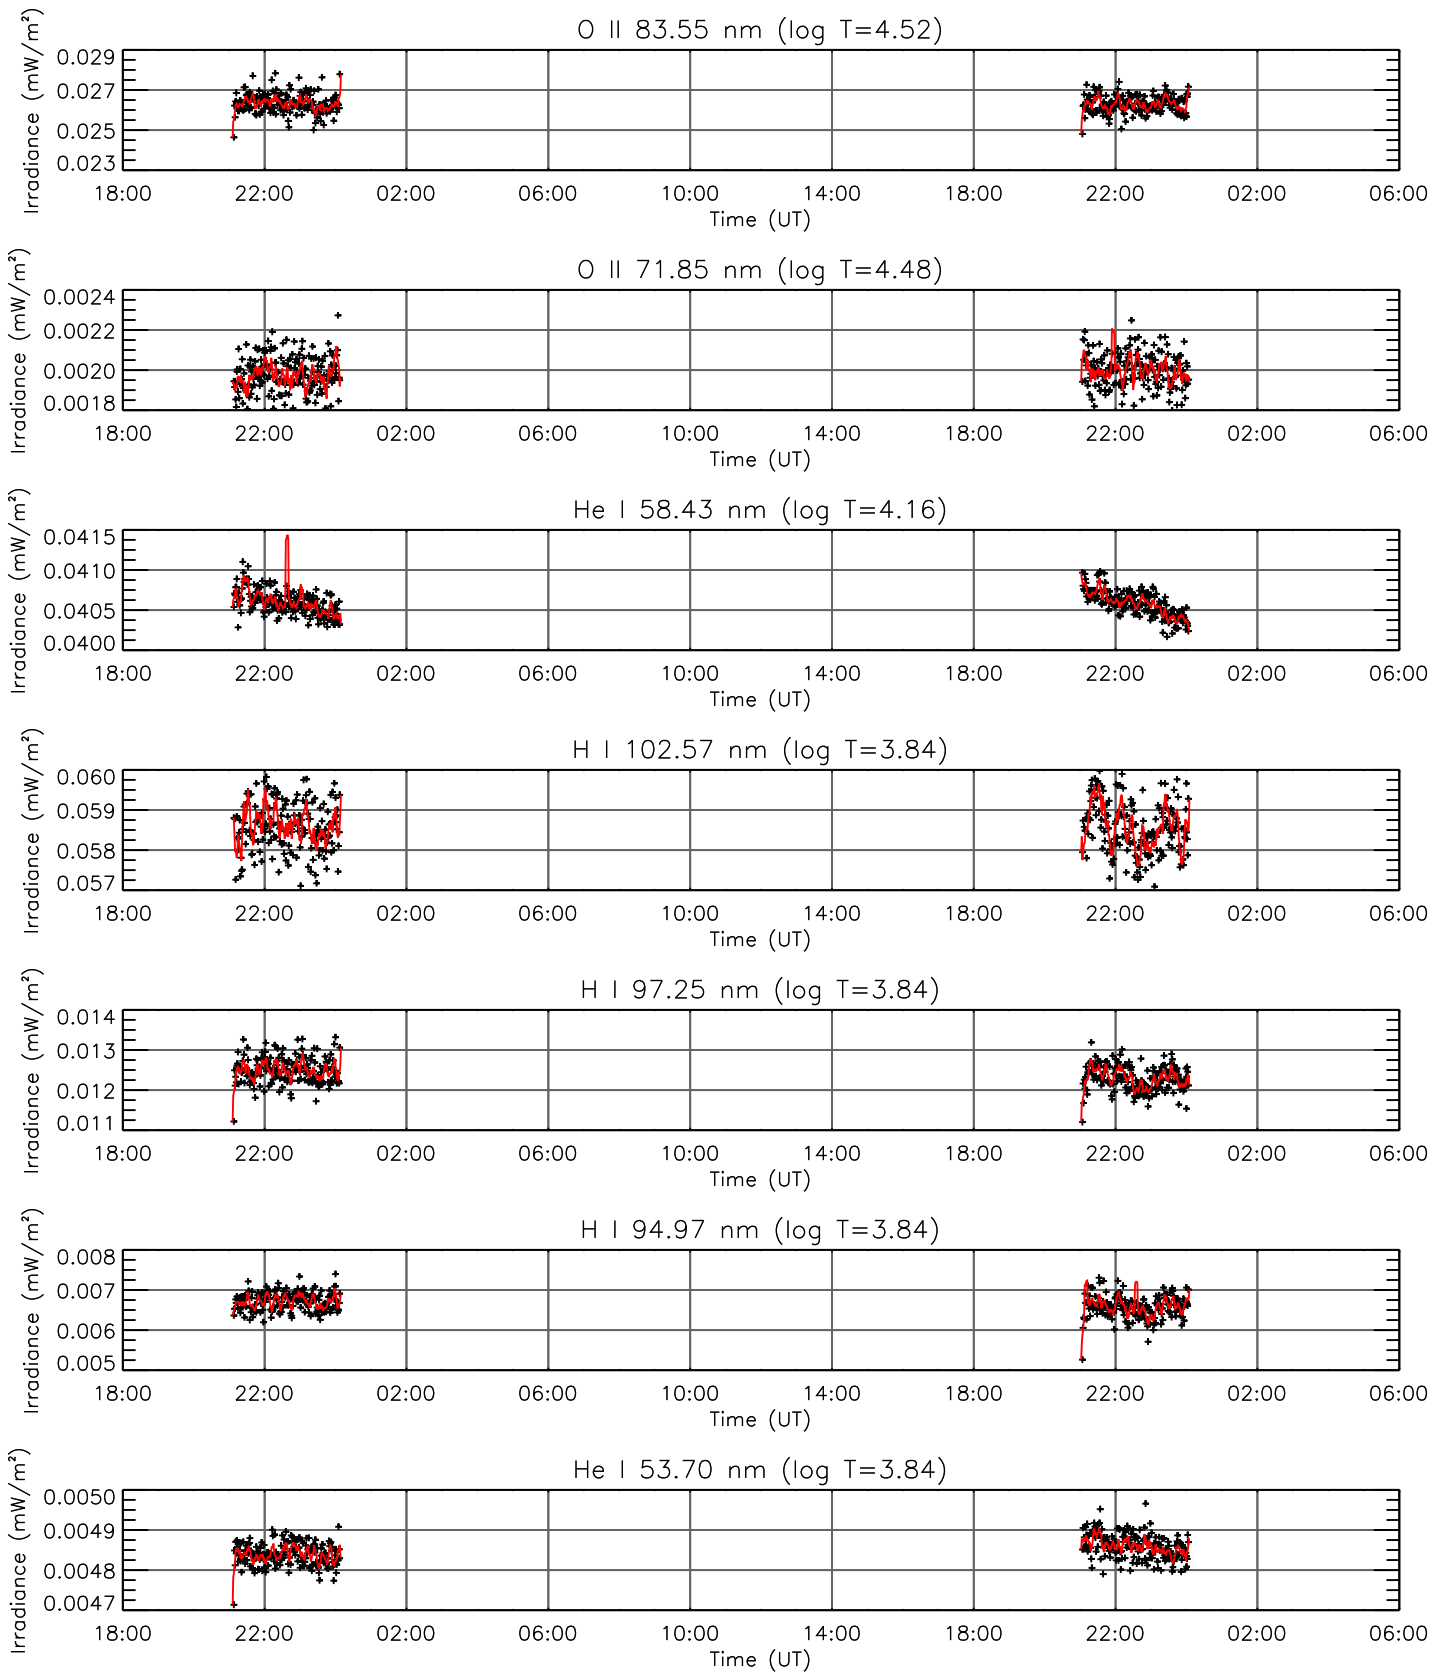 O II 83.55 nm (log T=4.52)
Irradiance (mW/m²)
0.029
0.027
0.025
0.023
18:00 22:00 02:00 06:00 10:00 14:00 18:00 22:00 02:00 06:00
Time (UT)
O II 71.85 nm (log T=4.48)
Irradiance (mW/m²)
0.0024
0.0022
0.0020
0.0018
18:00 22:00 02:00 06:00 10:00 14:00 18:00 22:00 02:00 06:00
Time (UT)
He I 58.43 nm (log T=4.16)
Irradiance (mW/m²)
0.0415
0.0410
0.0405
0.0400
18:00 22:00 02:00 06:00 10:00 14:00 18:00 22:00 02:00 06:00
Time (UT)
H I 102.57 nm (log T=3.84)
Irradiance (mW/m²)
0.060
0.059
0.058
0.057
18:00 22:00 02:00 06:00 10:00 14:00 18:00 22:00 02:00 06:00
Time (UT)
H I 97.25 nm (log T=3.84)
Irradiance (mW/m²)
0.014
0.013
0.012
0.011
18:00 22:00 02:00 06:00 10:00 14:00 18:00 22:00 02:00 06:00
Time (UT)
H I 94.97 nm (log T=3.84)
Irradiance (mW/m²)
0.008
0.007
0.006
0.005
18:00 22:00 02:00 06:00 10:00 14:00 18:00 22:00 02:00 06:00
Time (UT)
He I 53.70 nm (log T=3.84)
Irradiance (mW/m²)
0.0050
0.0049
0.0048
0.0047
18:00 22:00 02:00 06:00 10:00 14:00 18:00 22:00 02:00 06:00
Time (UT)